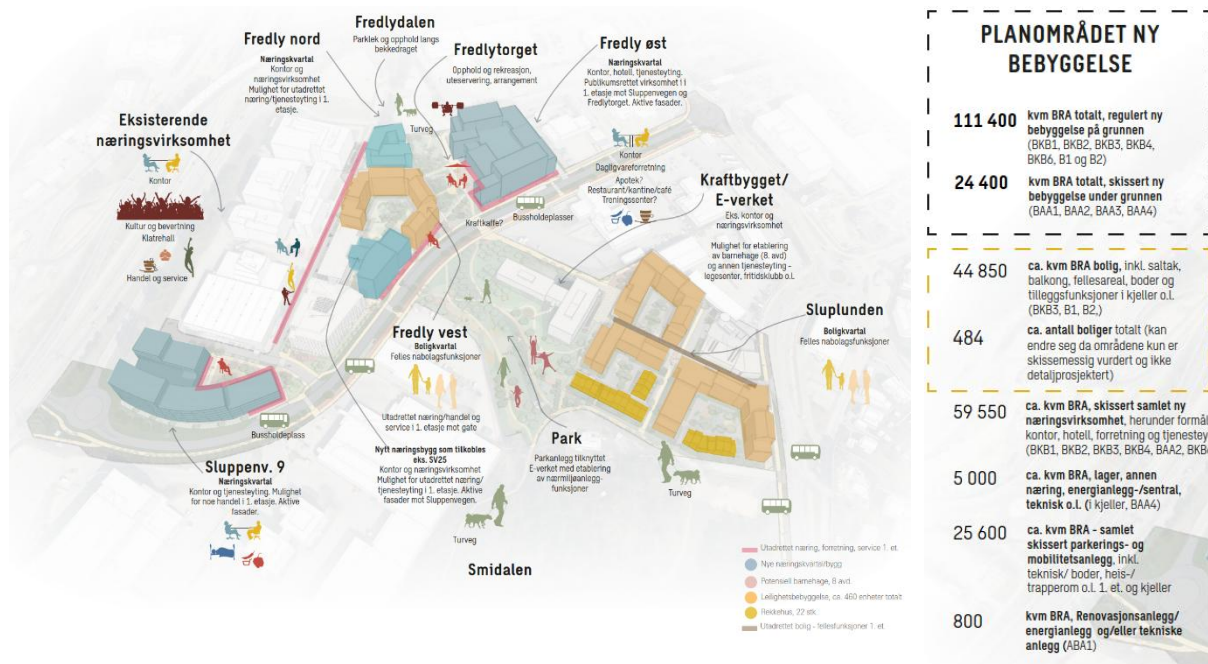 Fredlydalen
Parklek og opphold langs
bekkedraget
Fredly nord
Næringskvartal
Kontor og
næringsvirksomhet
Mulighet for utadrettet
næring/tjenesteyting i 1.
etasje.
Fredlytorget
Opphold og rekreasjon,
uteservering, arrangement
Fredly øst
Næringskvartal
Kontor, hotell, tjenesteyting.
Publikumsrettet virksomhet i I
1. etasje mot Sluppenvegen og
Fredlytorget. Aktive fasader.
Turveg
Eksisterende
næringsvirksomhet
Kontor
Kultur og bevertning
Klatrehall
Handel og service
Kontor
Dagligvareforretning
Apotek?
Restaurant/kantine/café
Treningssenter?
Kraftkaffe?
Bussholdeplasser
Kraftbygget/
E-verket
Eks. kontor og
næringsvirksomhet
Mulighet for etablering
av barnehage (8. avd)
og annen tjenesteyting -
legesenter, fritidsklubb o.l.
Sluplunden
Boligkvartal
Felles nabolagsfunksjoner
Fredly vest
Boligkvartal
Felles nabolagsfunksjoner
Utadrettet næring/handel og
service i 1. etasje mot gate
Nytt næringsbygg som tilkobles
eks. SV25
Kontor og næringsvirksomhet
Mulighet for utadrettet næring/
tjenesteyting i 1. etasje. Aktive
fasader mot Sluppenvegen.
Bussholdeplass
Sluppenv. 9
Næringskvartal
Kontor og tjenesteyting. Mulighet
for noe handel i 1. etasje. Aktive
fasader.
Park
Parkanlegg tilknyttet
E-verket med etablering
av nærmiljøanlegg-
funksjoner
Turveg
Turveg
Smidalen
Utadrettet næring, forretning, service 1. et.
Nye næringskvartal/bygg
Potensiell barnehage, 8 avd.
Leilighetsbebyggelse, ca. 460 enheter totalt
Rekkehus, 22 stk
Utadrettet bolig - fellesfunksjoner 1. et.
PLANOMRÅDET NY
BEBYGGELSE
111 400 kvm BRA totalt, regulert ny
bebyggelse på grunnen
(BKB1, BKB2, BKB3, BKB4,
BKB6, B1 og B2)
24 400 kvm BRA totalt, skissert ny
bebyggelse under grunnen
(BAA1, BAA2, BAA3, BAA4)
44 850 ca. kvm BRA bolig, inkl. saltak,
balkong, fellesareal, boder og
tilleggsfunksjoner i kjeller o.l.
(BKB3, B1, B2,)
484 ca. antall boliger totalt (kan
endre seg da områdene kun er
skissemessig vurdert og ikke
detaljprosjektert)
59 550 ca. kvm BRA, skissert samlet ny
næringsvirksomhet, herunder formål
kontor, hotell, forretning og tjenestey
(BKB1, BKB2, BKB3, BKB4, BAA2, BKB6
5 000 ca. kvm BRA, lager, annen
næring, energianlegg-/sentral,
teknisk o.l. (i kjeller, BAA4)
25 600 ca. kvm BRA - samlet
skissert parkerings- og
mobilitetsanlegg, inkl.
teknisk/ boder, heis-/
trapperom o.l. 1. et. og kjeller
800 kvm BRA, Renovasjonsanlegg/
energianlegg og/eller tekniske
anlegg (ABA1)